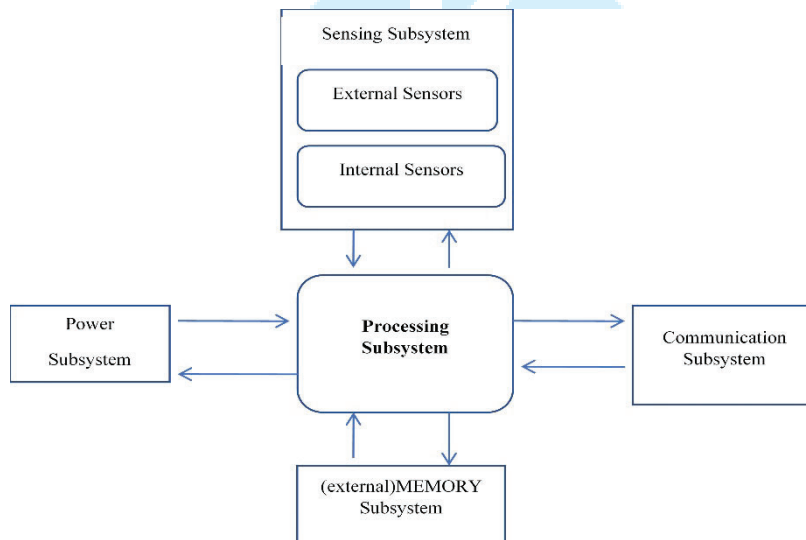 Sensing Subsystem
External Sensors
Internal Sensors
Power
Subsystem
Processing
Subsystem
Communication
Subsystem
(external)MEMORY
Subsystem